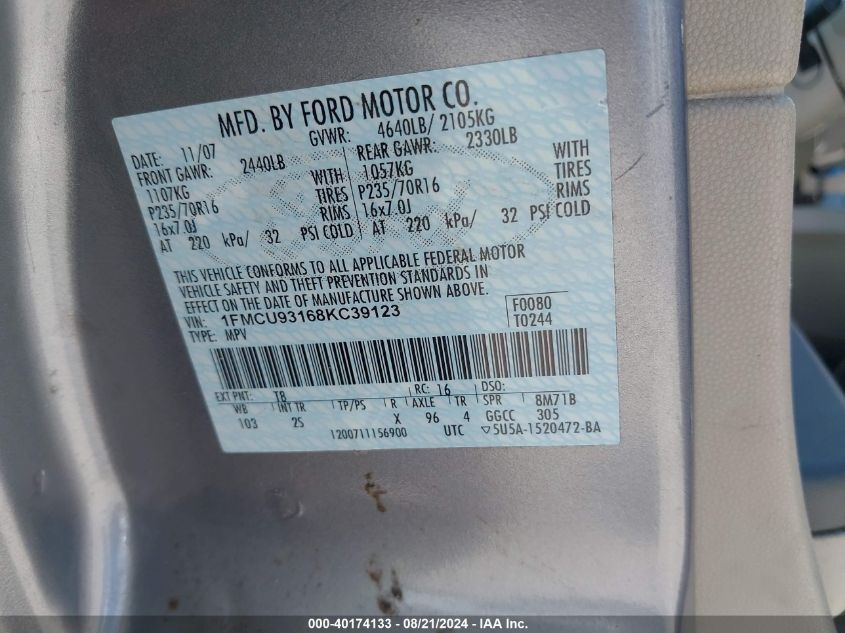 MFD. BY FORD MOTOR CO.
DATE: 11/07 GVWR: 4640LB/ 2105KG
FRONT GAWR: 2440LB REAR GAWR: 2330LB
1107KG WITH 1057KG WITH
P235/70R16 TIRES P235/70R16 TIRES
16x7.0J RIMS 16x7.0J RIMS
AT 220 kPa/ 32 PSI COLD AT 220 kPa/ 32 PSI COLD
THIS VEHICLE CONFORMS TO ALL APPLICABLE FEDERAL MOTOR
VEHICLE SAFETY AND THEFT PREVENTION STANDARDS IN
EFFECT ON THE DATE OF MANUFACTURE SHOWN ABOVE.
VIN: 1FMCU93168KC39123 F0080
TYPE: MPV T0244
EXT PNT: T8 RC: 16 DSO:
WB INT TR TP/PS R AXLE TR SPR 8M71B
103 2S X 96 4 GGCC 305
1200711156900 UTC ▽5U5A-1520472-BA
000-40174133 - 08/21/2024 - IAA Inc.